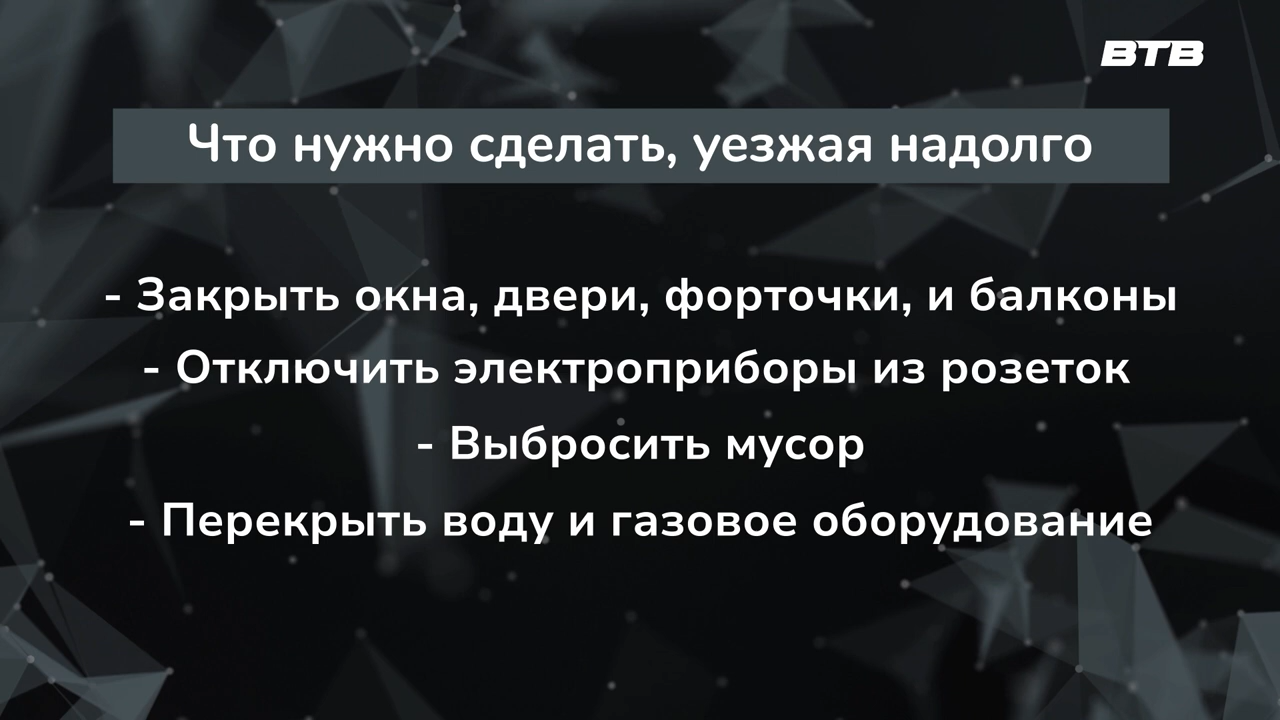 ВТВ
Что нужно сделать, уезжая надолго
- Закрыть окна, двери, форточки, и балконы
- Отключить электроприборы из розеток
- Выбросить мусор
- Перекрыть воду и газовое оборудование